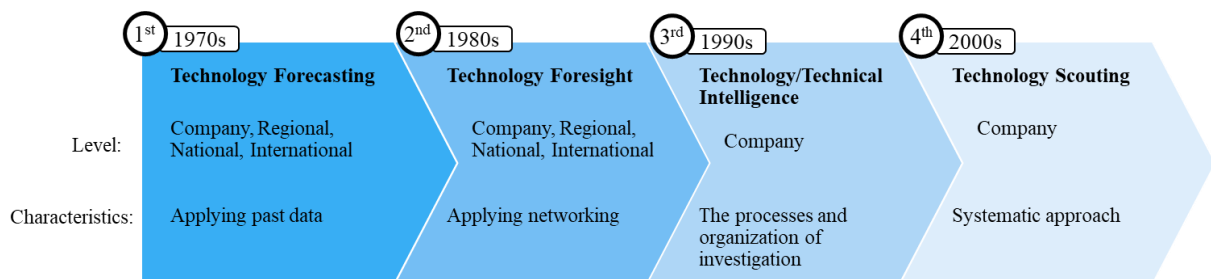 1st 1970s
2nd 1980s
3rd 1990s
4th 2000s
Technology Forecasting
Technology Foresight
Technology/Technical
Intelligence
Technology Scouting
Level:
Company, Regional,
National, International
Company, Regional,
National, International
Company
Company
Characteristics:
Applying past data
Applying networking
The processes and
organization of
investigation
Systematic approach